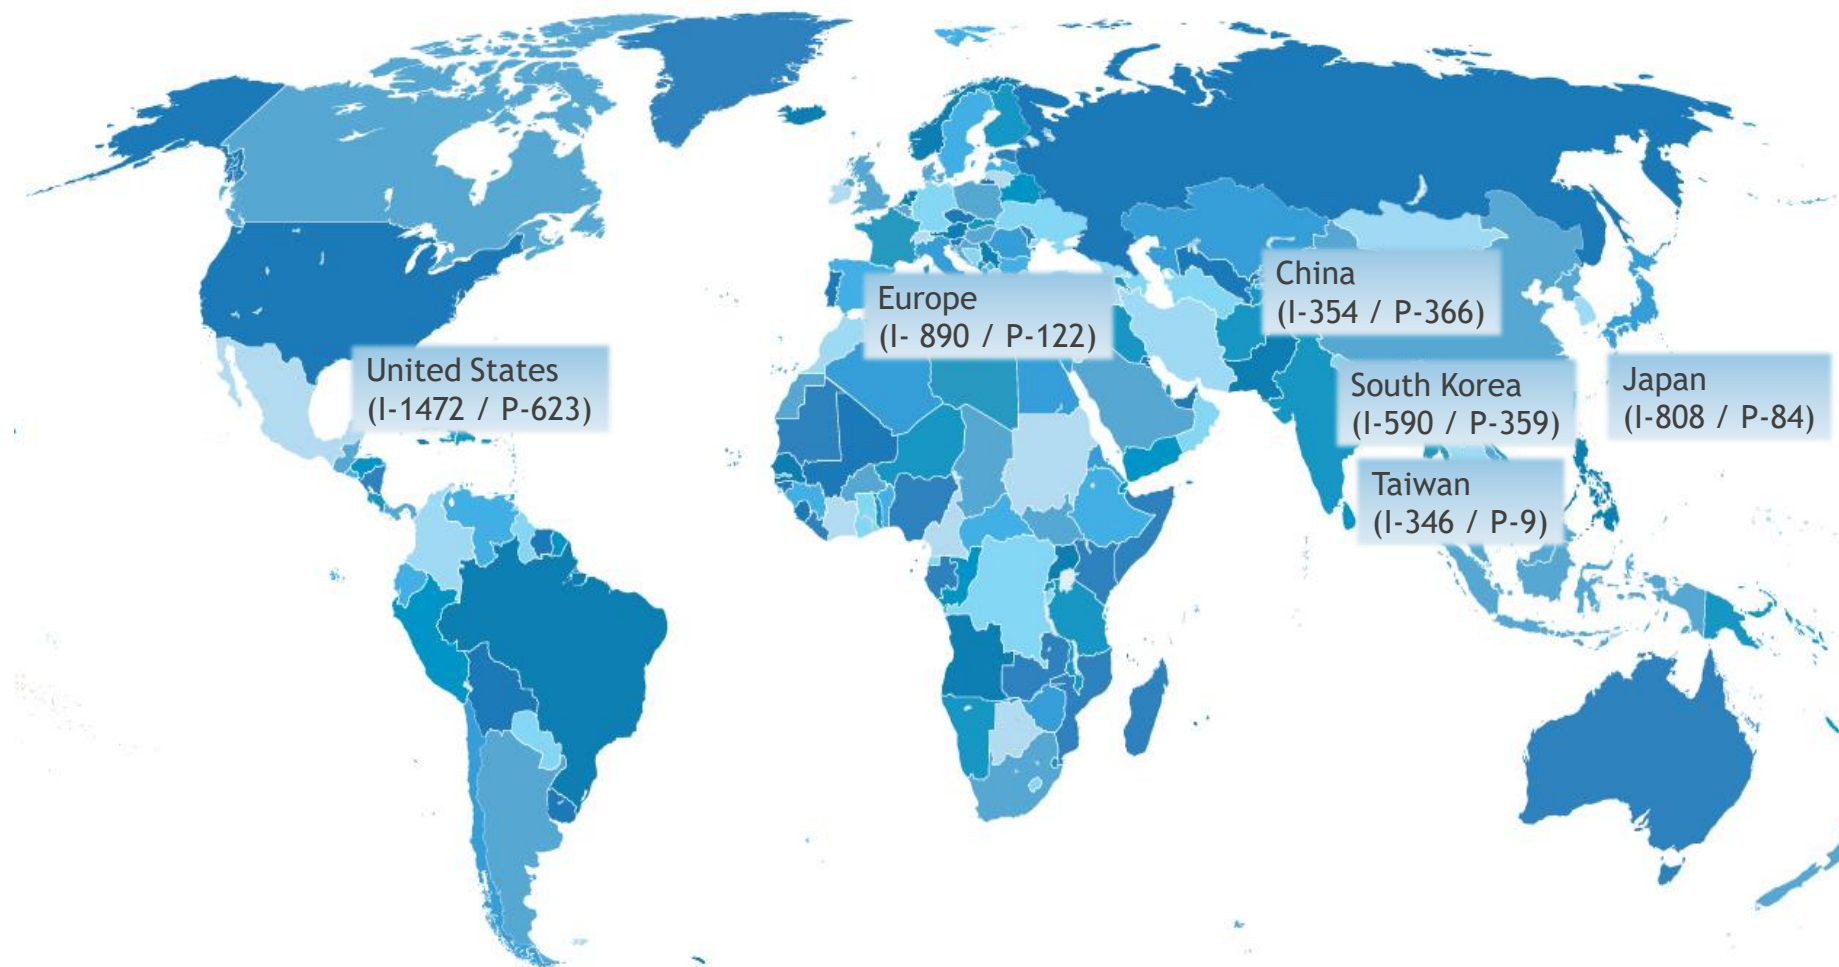 United States
(I-1472 / P-623)
Europe
(I- 890 / P-122)
China
(I-354 / P-366)
South Korea
(I-590 / P-359)
Japan
(I-808 / P-84)
Taiwan
(I-346 / P-9)